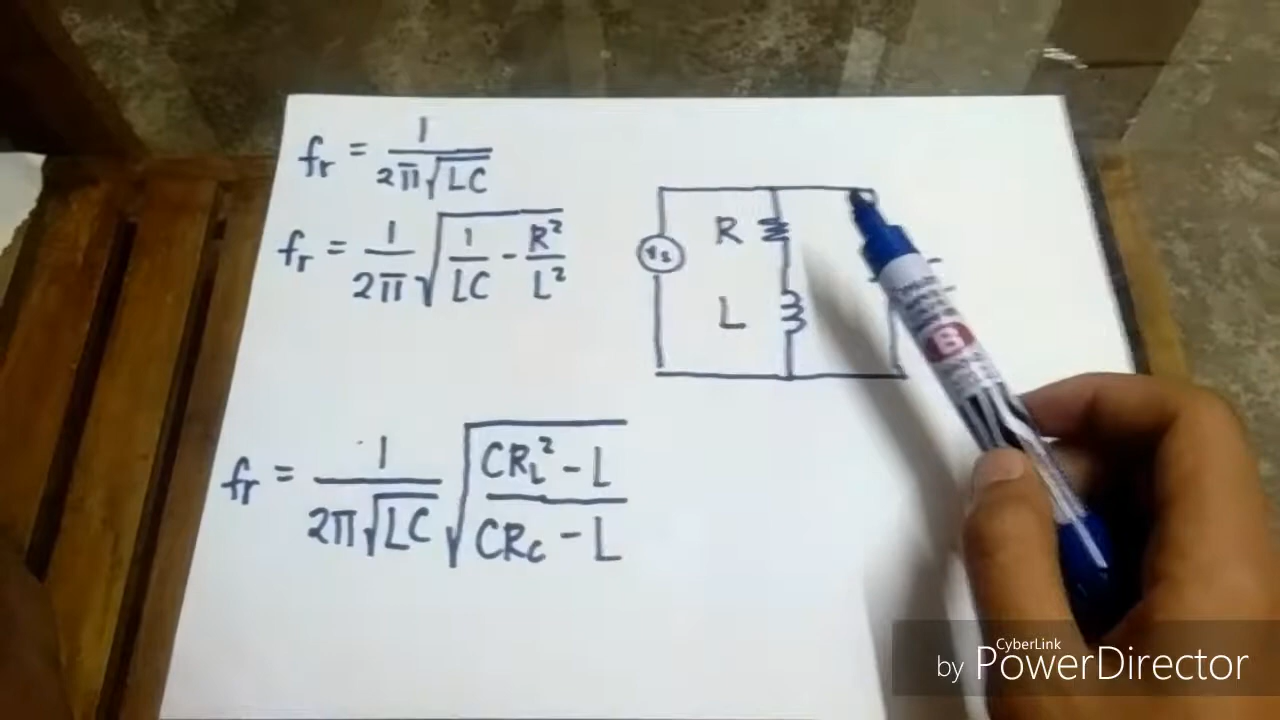 fr = 1 / 2π√LC
fr = 1 / 2π √(1/LC - R²/L²)
fr = 1 / 2π√LC √(CRL² - L / CRc - L)
Vs
R
L
B
CyberLink
by PowerDirector